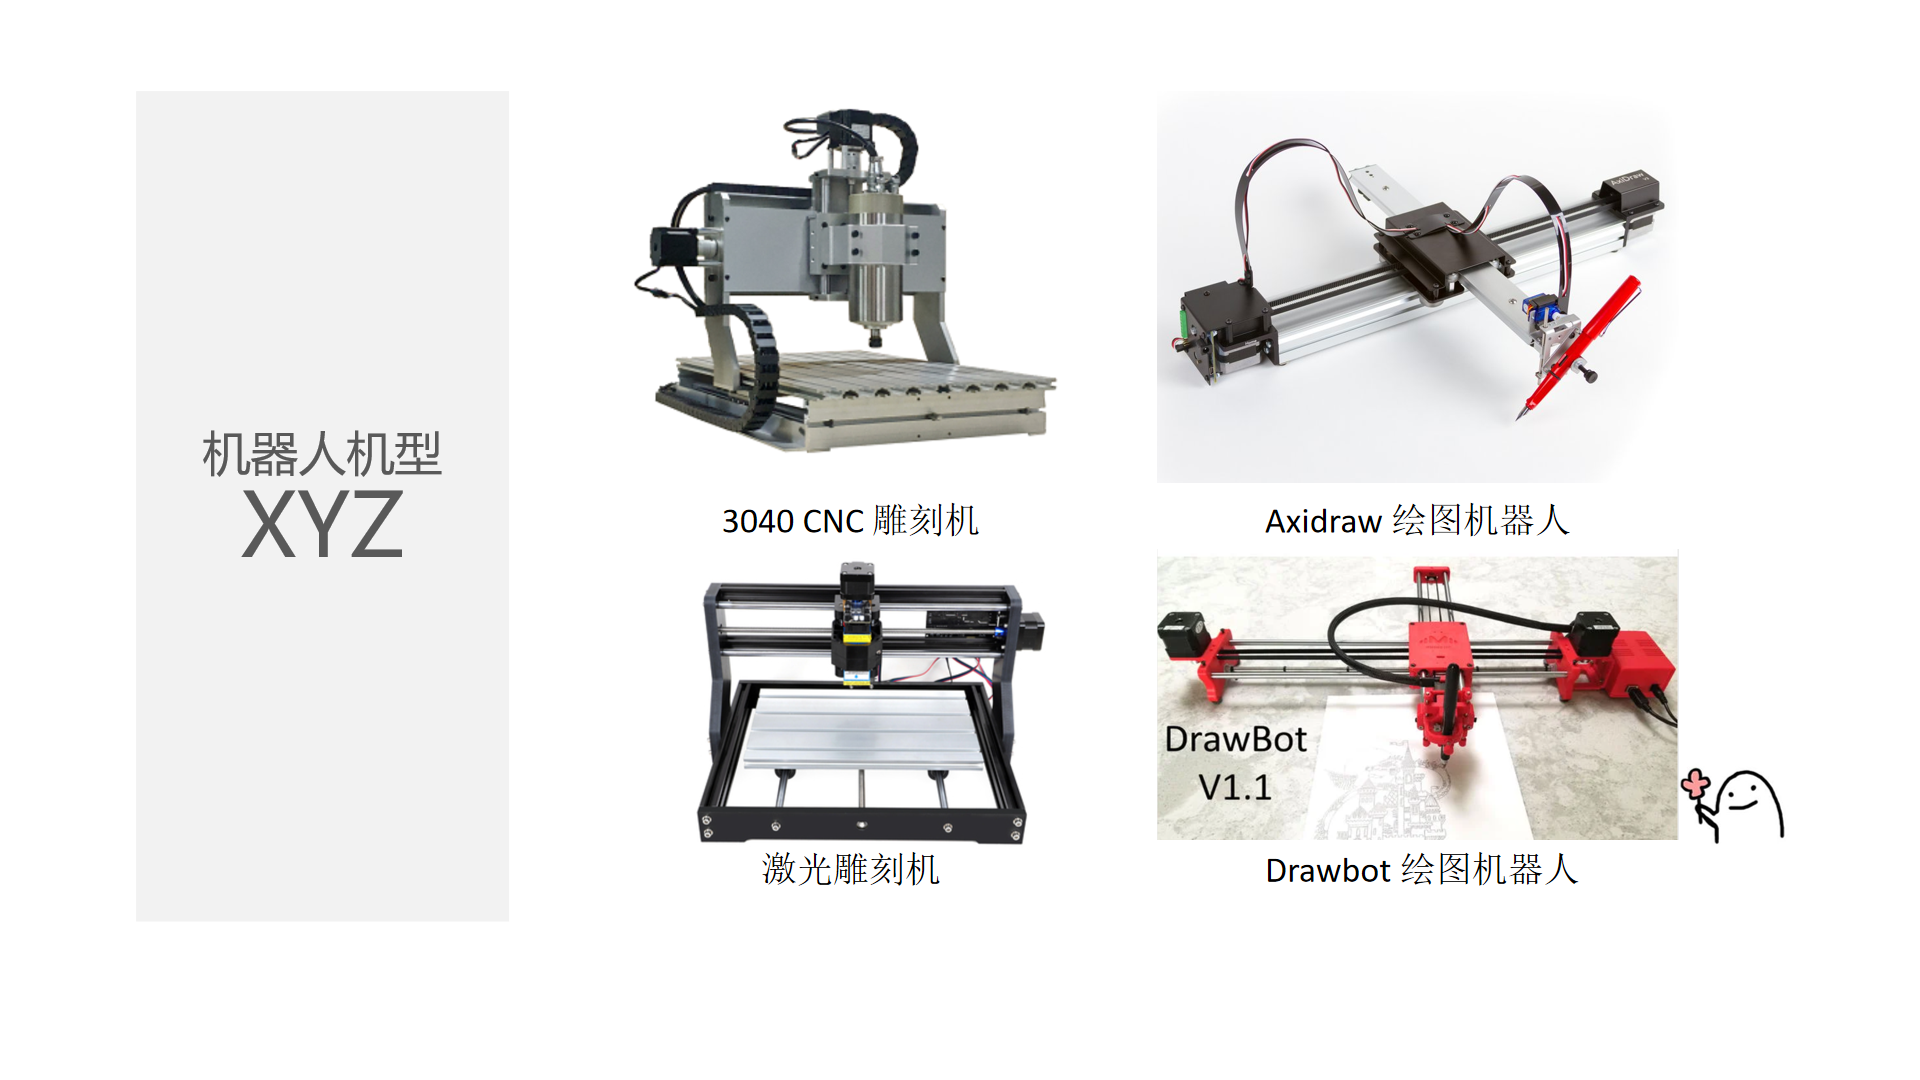 机器人机型
XYZ
3040 CNC 雕刻机
AxiDraw
Axidraw 绘图机器人
激光雕刻机
DrawBot
V1.1
Drawbot 绘图机器人